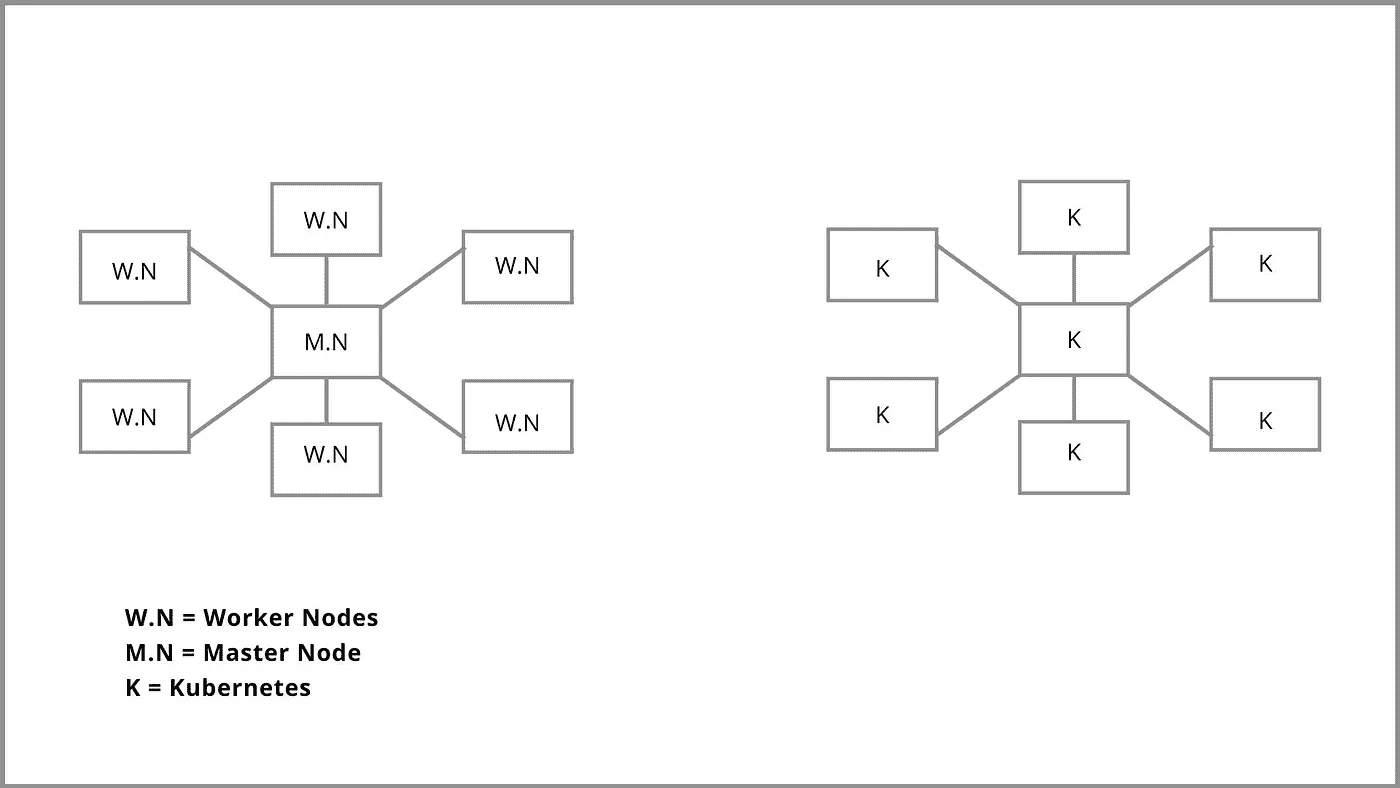 W.N
W.N
W.N
M.N
W.N
W.N
W.N
K
K
K
K
K
K
K
W.N = Worker Nodes
M.N = Master Node
K = Kubernetes